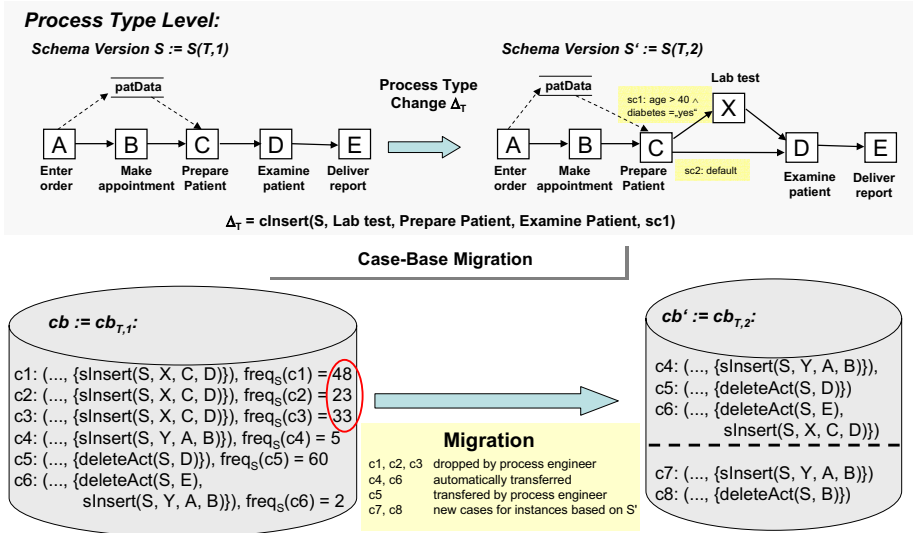 Process Type Level:
Schema Version S := S(T,1)
Schema Version S‘ := S(T,2)
patData
A
B
C
D
E
Enter order
Make appointment
Prepare Patient
Examine patient
Deliver report
Process Type
Change ΔT
patData
sc1: age > 40 ∧
diabetes =„yes“
Lab test
X
A
B
C
D
E
sc2: default
Enter order
Make appointment
Prepare Patient
Examine patient
Deliver report
ΔT = cInsert(S, Lab test, Prepare Patient, Examine Patient, sc1)
Case-Base Migration
cb := cbT,1:
c1: (..., {sInsert(S, X, C, D)}), freqS(c1) = 48
c2: (..., {sInsert(S, X, C, D)}), freqS(c2) = 23
c3: (..., {sInsert(S, X, C, D)}), freqS(c3) = 33
c4: (..., {sInsert(S, Y, A, B)}), freqS(c4) = 5
c5: (..., {deleteAct(S, D)}), freqS(c5) = 60
c6: (..., {deleteAct(S, E),
sInsert(S, Y, A, B)}), freqS(c6) = 2
Migration
c1, c2, c3 dropped by process engineer
c4, c6 automatically transferred
c5 transfered by process engineer
c7, c8 new cases for instances based on S'
cb‘ := cbT,2:
c4: (..., {sInsert(S, Y, A, B)}),
c5: (..., {deleteAct(S, D)})
c6: (..., {deleteAct(S, E),
sInsert(S, X, C, D)})
c7: (..., {sInsert(S, Y, A, B)})
c8: (..., {deleteAct(S, B)})